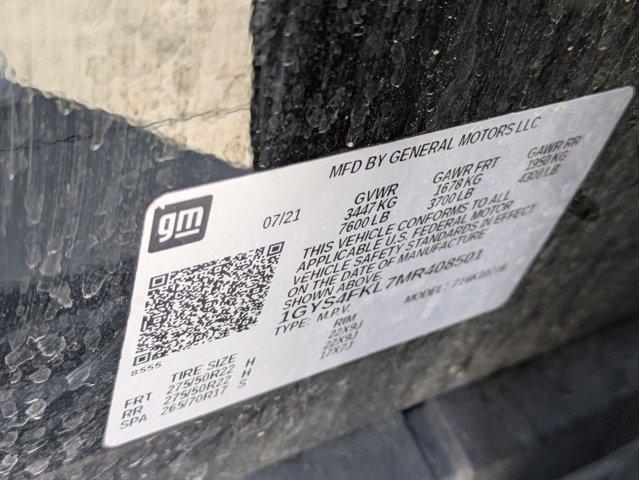 MFD BY GENERAL MOTORS LLC
gm
07/21
GVWR GAWR FRT GAWR RR
3447 KG 1678 KG 1950 KG
7600 LB 3700 LB 4300 LB
THIS VEHICLE CONFORMS TO ALL
APPLICABLE U.S. FEDERAL MOTOR
VEHICLE SAFETY STANDARDS IN EFFECT
ON THE DATE OF MANUFACTURE
SHOWN ABOVE.
1GYS4FKL7MR408501
TYPE: M.P.V. MODEL:
8555
TIRE SIZE RIM
FRT 275/50R22 H 22X9J
RR 275/50R22 H 22X9J
SPA 265/70R17 S 17X7J